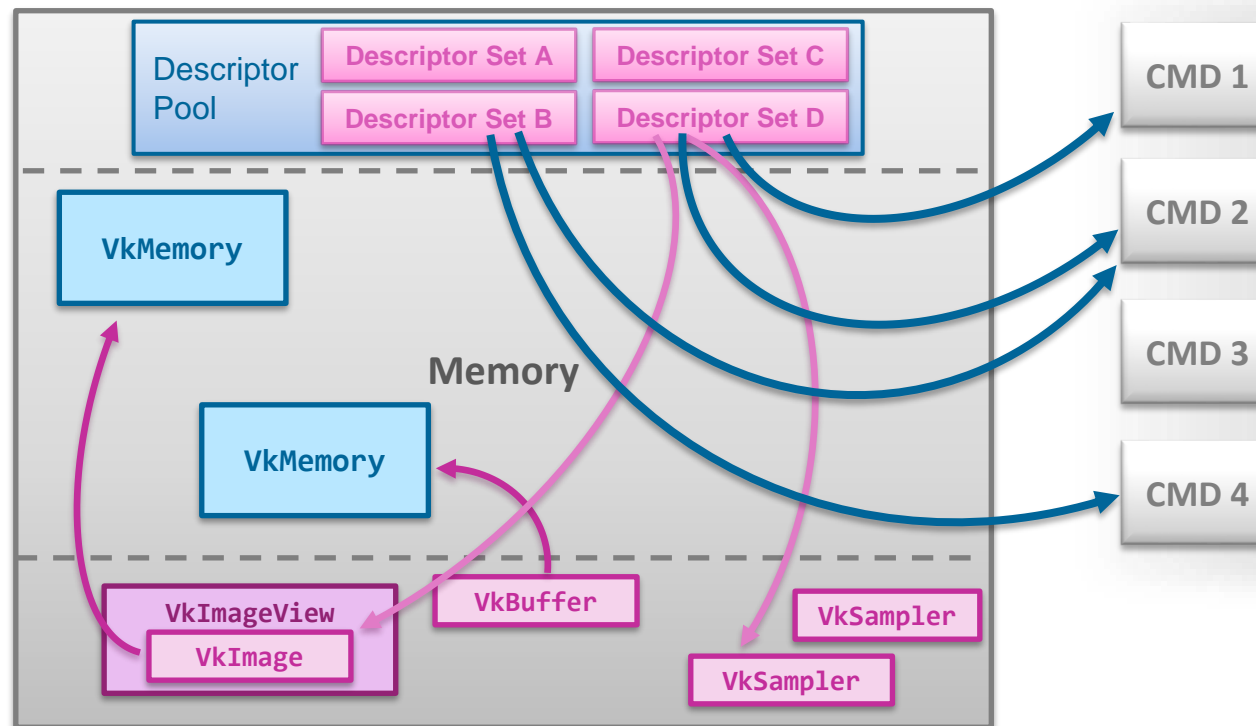 Descriptor
Pool
Descriptor Set A
Descriptor Set C
Descriptor Set B
Descriptor Set D
CMD 1
CMD 2
CMD 3
CMD 4
VkMemory
Memory
VkMemory
VkImageView
VkImage
VkBuffer
VkSampler
VkSampler